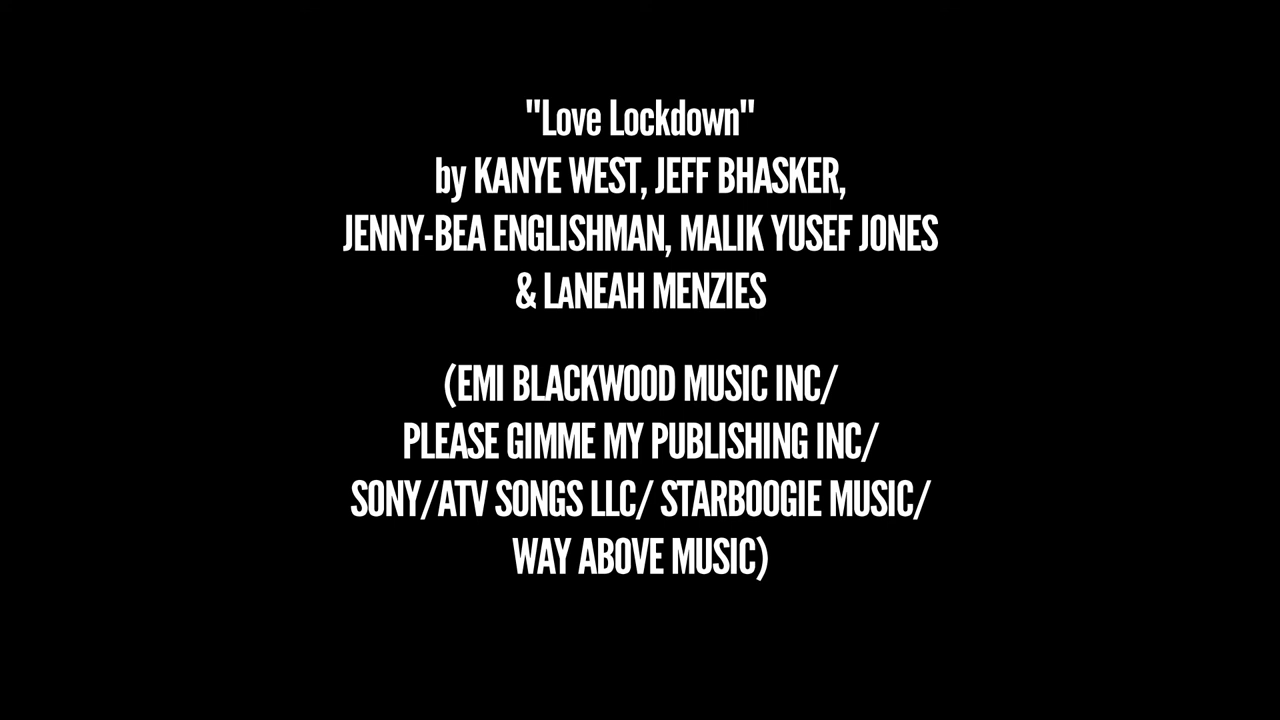 "Love Lockdown"
by KANYE WEST, JEFF BHASKER,
JENNY-BEA ENGLISHMAN, MALIK YUSEF JONES
& LANEAH MENZIES
(EMI BLACKWOOD MUSIC INC/
PLEASE GIMME MY PUBLISHING INC/
SONY/ATV SONGS LLC/ STARBOOGIE MUSIC/
WAY ABOVE MUSIC)